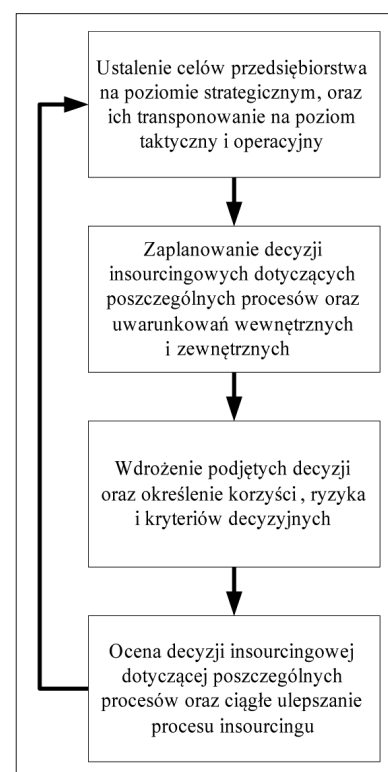 Ustalenie celów przedsiębiorstwa
na poziomie strategicznym, oraz
ich transponowanie na poziom
taktyczny i operacyjny
Zaplanowanie decyzji
insourcingowych dotyczących
poszczególnych procesów oraz
uwarunkowań wewnętrznych
i zewnętrznych
Wdrożenie podjętych decyzji
oraz określenie korzyści , ryzyka
i kryteriów decyzyjnych
Ocena decyzji insourcingowej
dotyczącej poszczególnych
procesów oraz ciągłe ulepszanie
procesu insourcingu